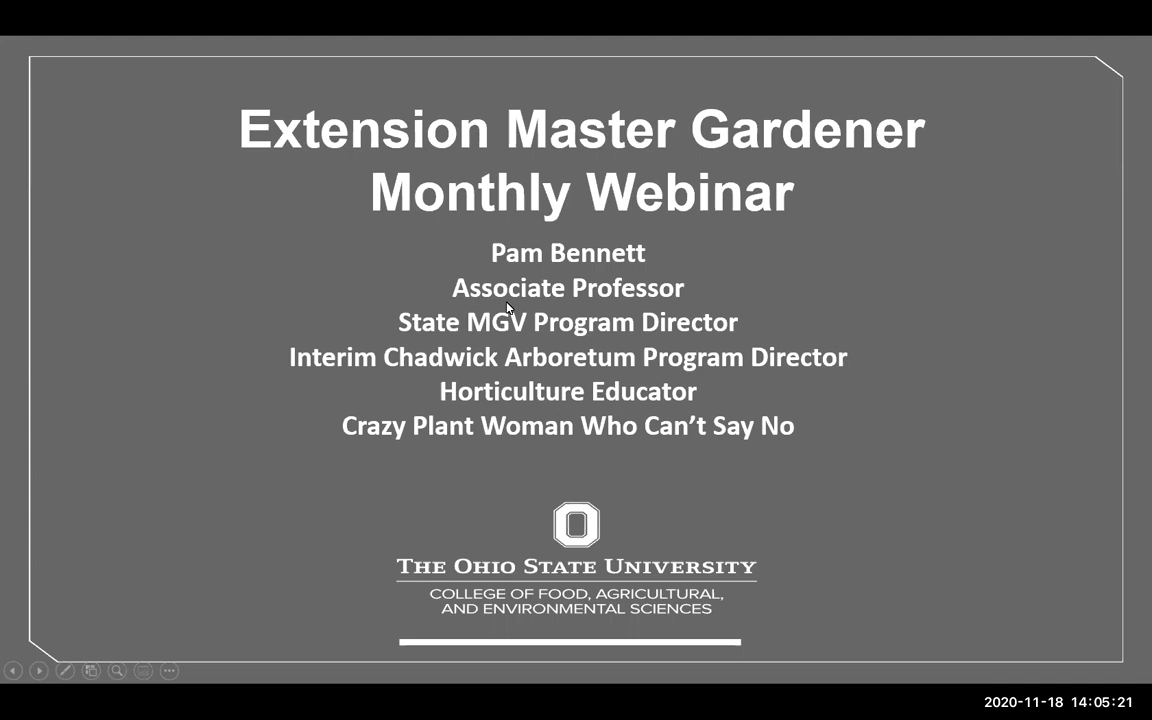 Extension Master Gardener
Monthly Webinar
Pam Bennett
Associate Professor
State MGV Program Director
Interim Chadwick Arboretum Program Director
Horticulture Educator
Crazy Plant Woman Who Can’t Say No
THE OHIO STATE UNIVERSITY
COLLEGE OF FOOD, AGRICULTURAL,
AND ENVIRONMENTAL SCIENCES
2020-11-18 14:05:21